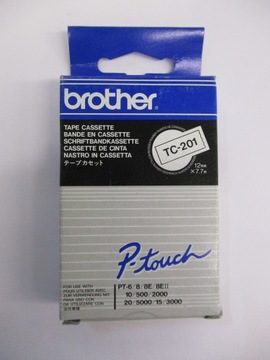 brother
TAPE CASSETTE
BANDE EN CASSETTE
SCHRIFTBANDKASSETTE
CASSETTE DE CINTA
NASTRO IN CASSETTA
テープカセット
TC-201
12mm
×7.7m
P-touch
FOR USE WITH
POUR UTILISER AVEC
ZUR VERWENDUNG MIT
PARA USO CON
DA UTILIZZARE CON
PT-6/8/8E/8EII
10/500/2000
20/5000/15/3000